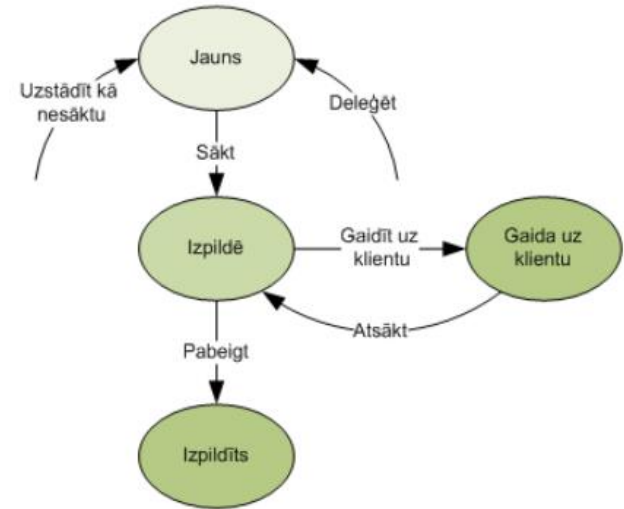 Jauns
Uzstādīt kā
nesāktu
Deleģēt
Sākt
Izpildē
Gaidīt uz
klientu
Gaida uz
klientu
Atsākt
Pabeigt
Izpildīts